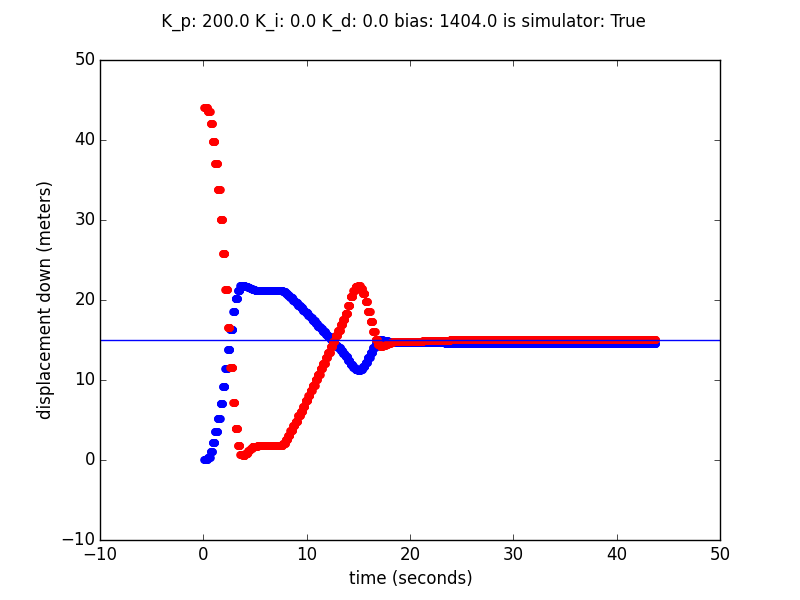 K_p: 200.0 K_i: 0.0 K_d: 0.0 bias: 1404.0 is simulator: True
50
40
30
20
10
0
−10
−10 0 10 20 30 40 50
displacement down (meters)
time (seconds)